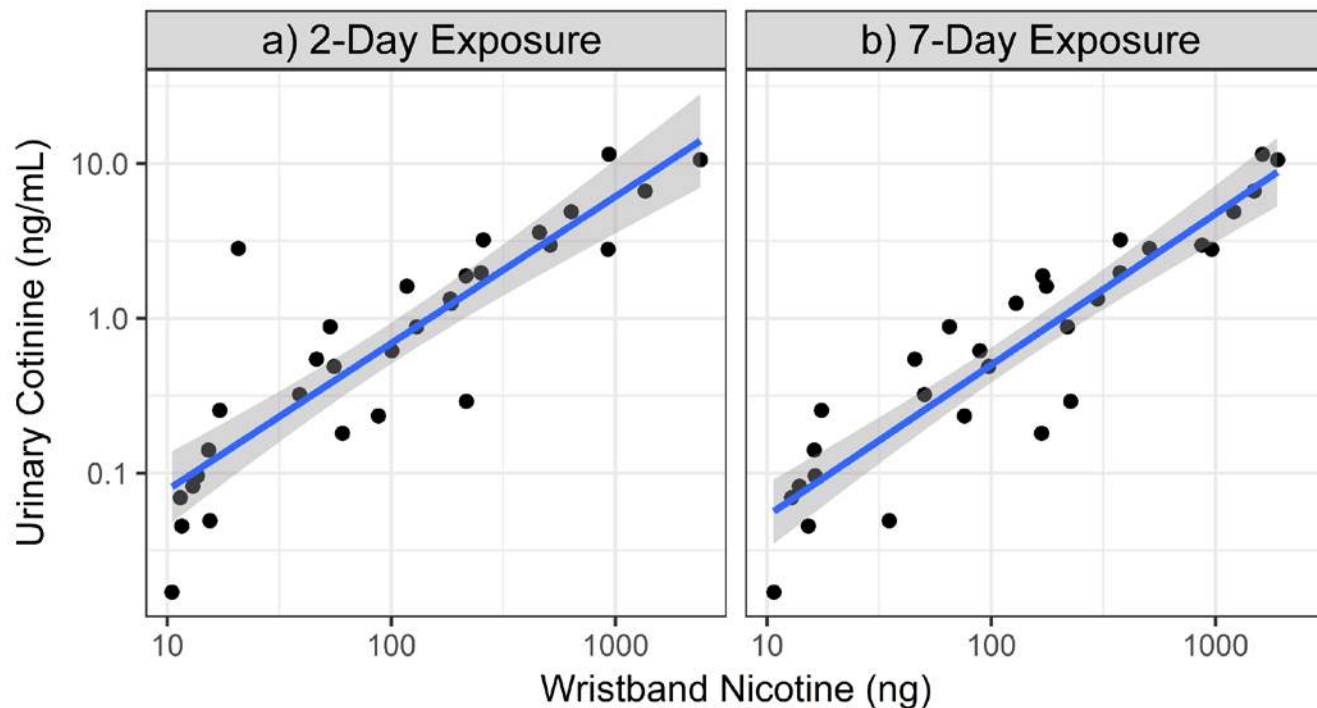 a) 2-Day Exposure
b) 7-Day Exposure
Urinary Cotinine (ng/mL)
10.0
1.0
0.1
10 100 1000
10 100 1000
Wristband Nicotine (ng)